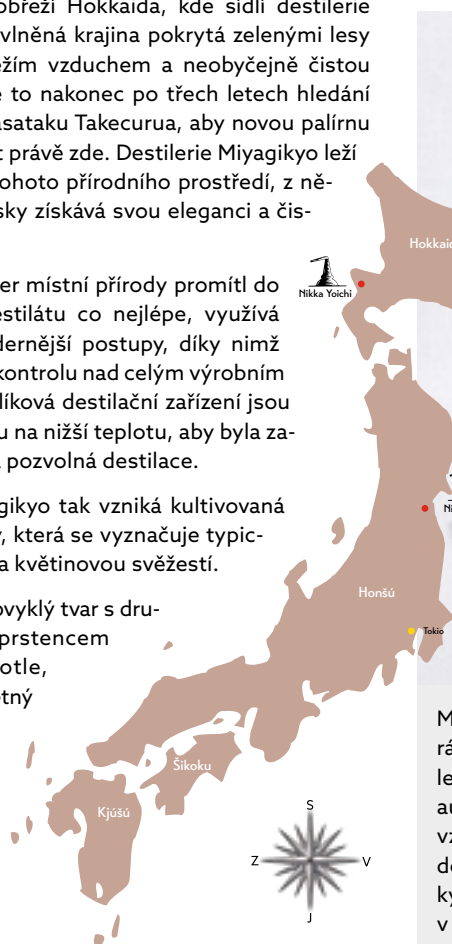 obřeží Hokkaida, kde sídlí destilerie
vlněná krajina pokrytá zelenými lesy
ěžím vzduchem a neobyčejně čistou
e to nakonec po třech letech hledání
asataku Takecurua, aby novou palírnu
t právě zde. Destilerie Miyagikyo leží
ohoto přírodního prostředí, z ně-
sky získává svou eleganci a čis-
er místní přírody promítl do
estilátu co nejlépe, využívá
dernější postupy, díky nimž
kontrolu nad celým výrobním
líková destilační zařízení jsou
u na nižší teplotu, aby byla za-
pozvolná destilace.
gikyo tak vzniká kultivovaná
y, která se vyznačuje typic-
a květinovou svěžestí.
ovyklý tvar s dru-
prstencem
otle,
etný
Hokkaid
Nikka Yoichi
Ni
Honšú
Tokio
Šikoku
Kjúšú
S
Z
V
J
M
rá
le
au
vz
de
ky
v